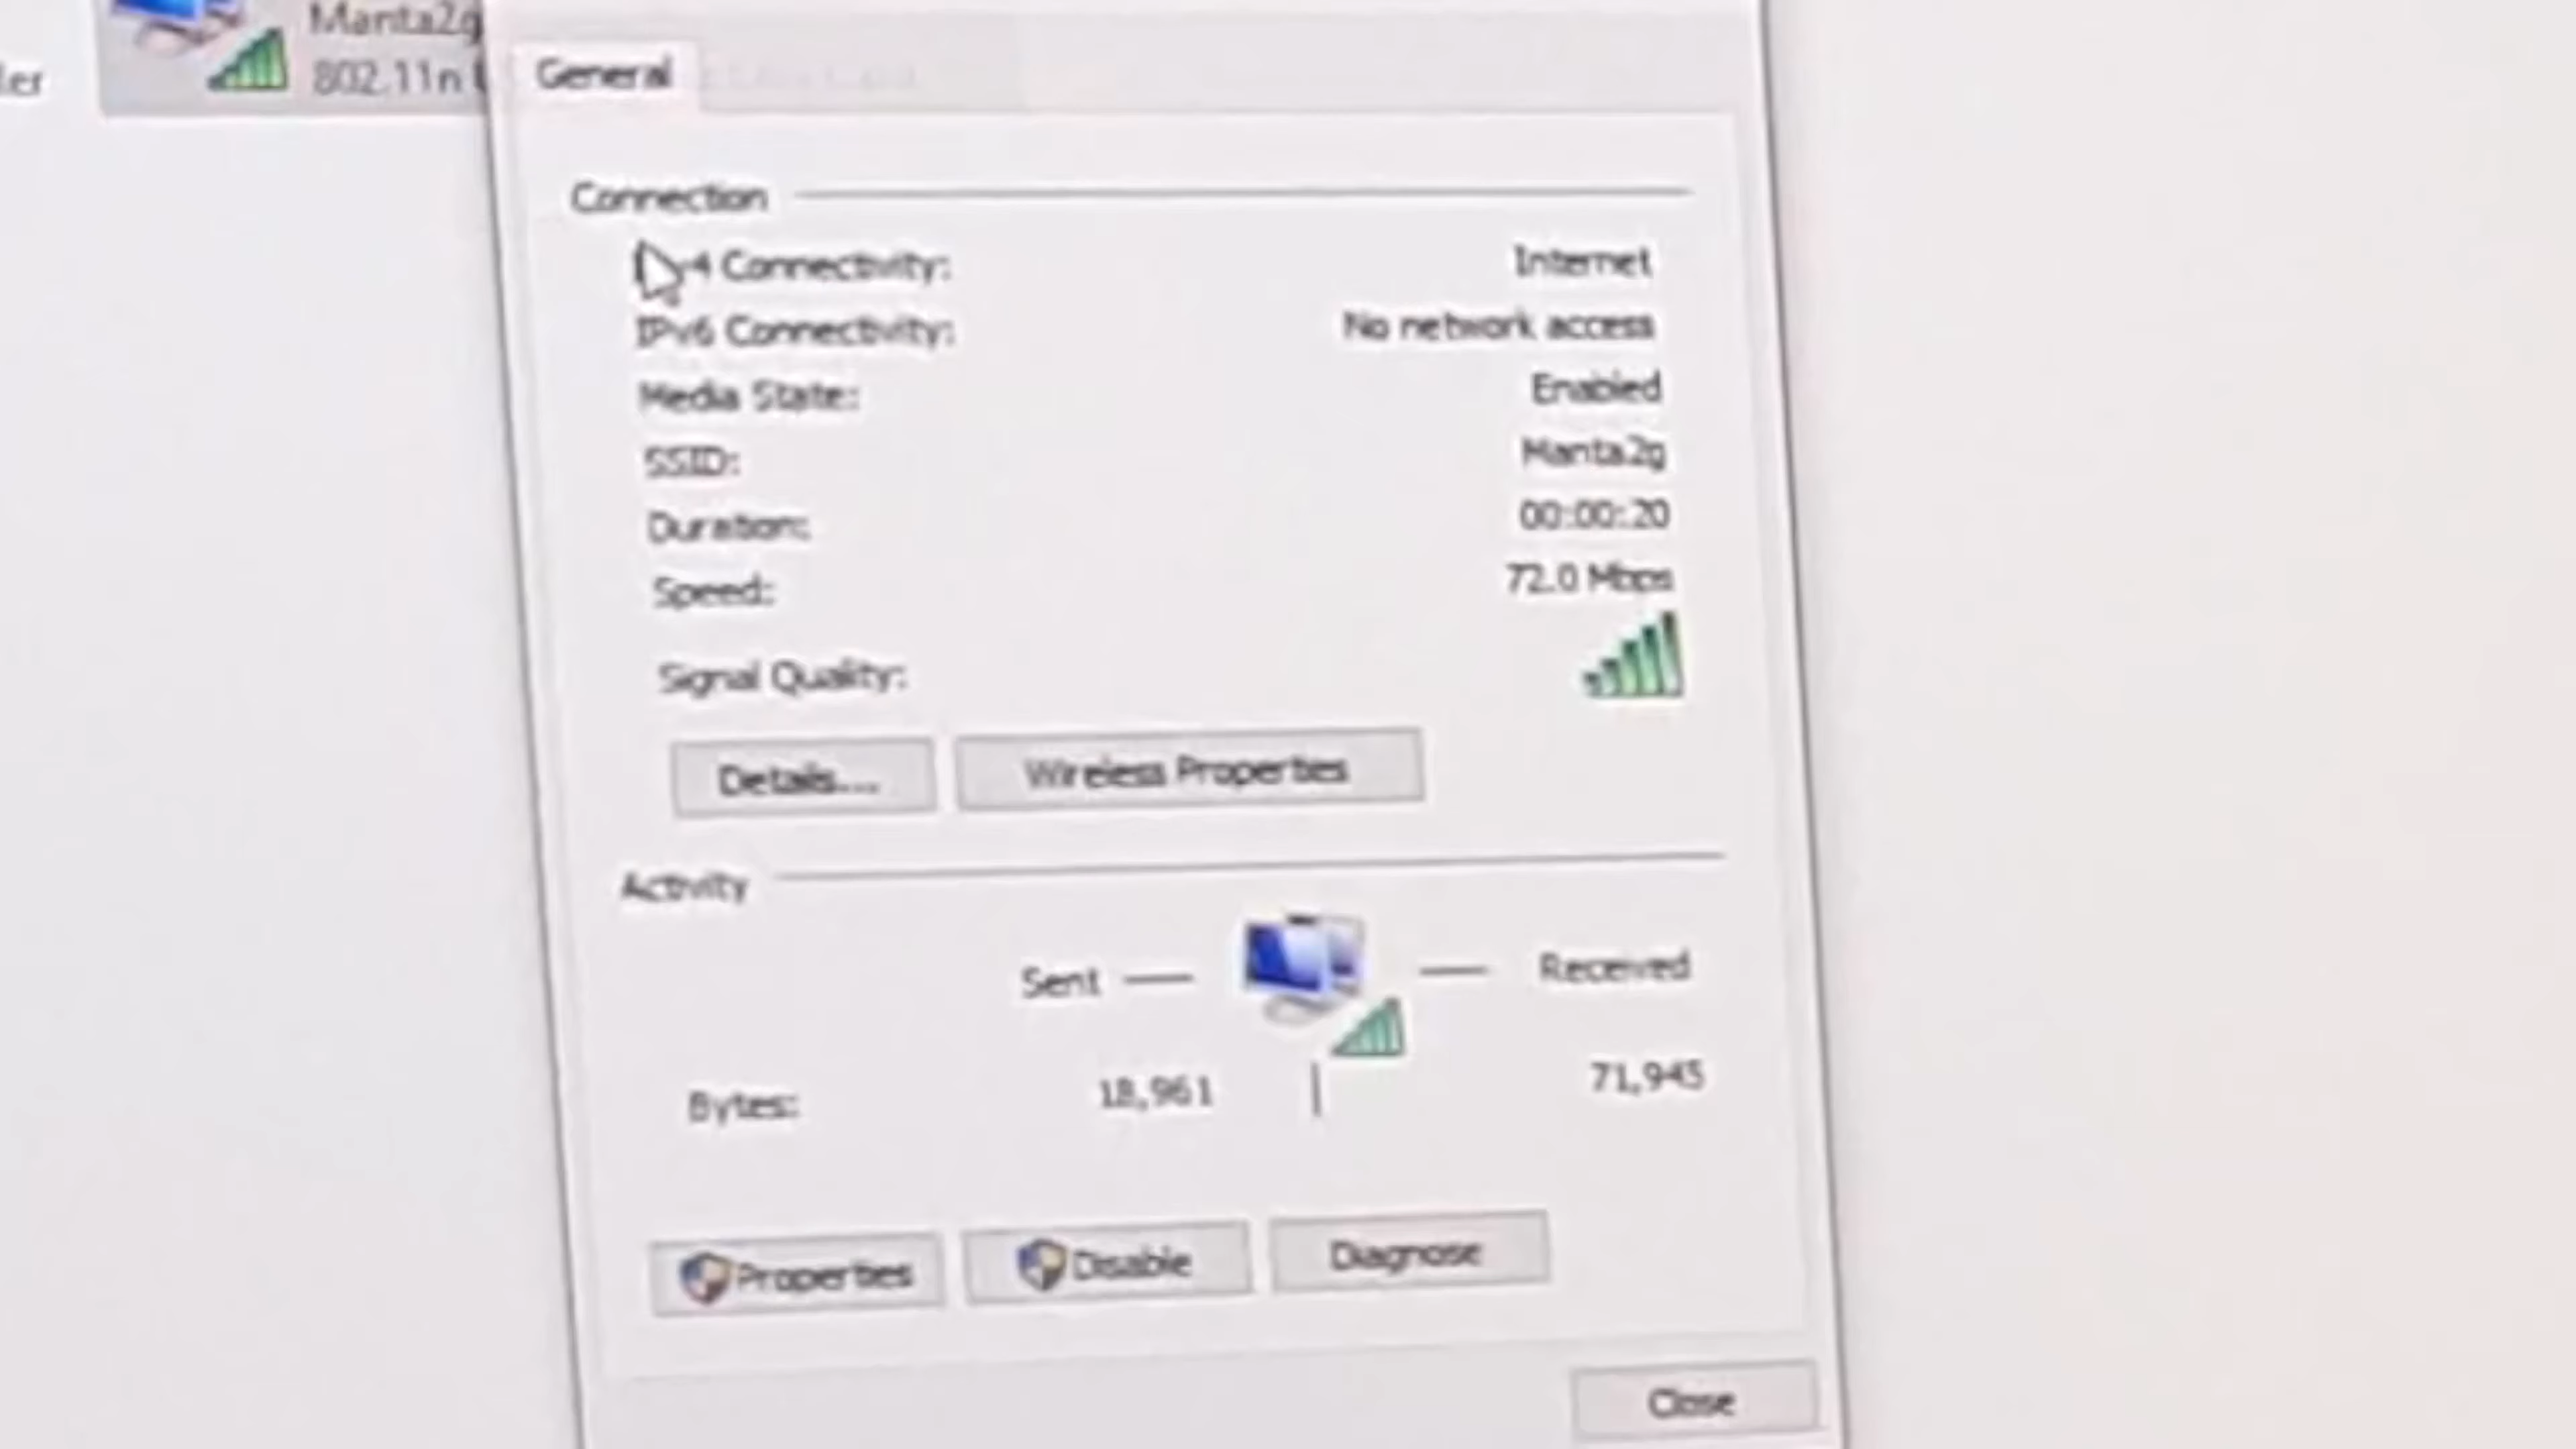 Manta2g
802.11n
ler
General
Connection
4 Connectivity: Internet
IPv6 Connectivity: No network access
Media State: Enabled
SSID: Manta2g
Duration: 00:00:20
Speed: 72.0 Mbps
Signal Quality:
Details... Wireless Properties
Activity
Sent Received
Bytes: 18,961 71,945
Properties Disable Diagnose
Close